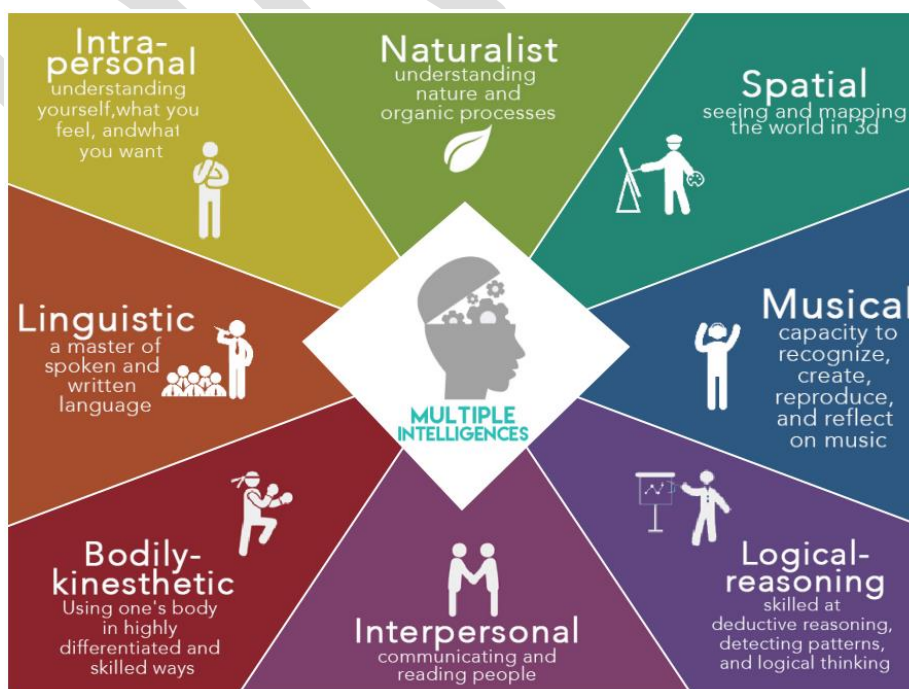 Intra-
personal
understanding
yourself,what you
feel, andwhat
you want
Naturalist
understanding
nature and
organic processes
Spatial
seeing and mapping
the world in 3d
Linguistic
a master of
spoken and
written
language
MULTIPLE
INTELLIGENCES
Musical
capacity to
recognize,
create,
reproduce,
and reflect
on music
Bodily-
kinesthetic
Using one's body
in highly
differentiated and
skilled ways
Interpersonal
communicating and
reading people
Logical-
reasoning
skilled at
deductive reasoning,
detecting patterns,
and logical thinking